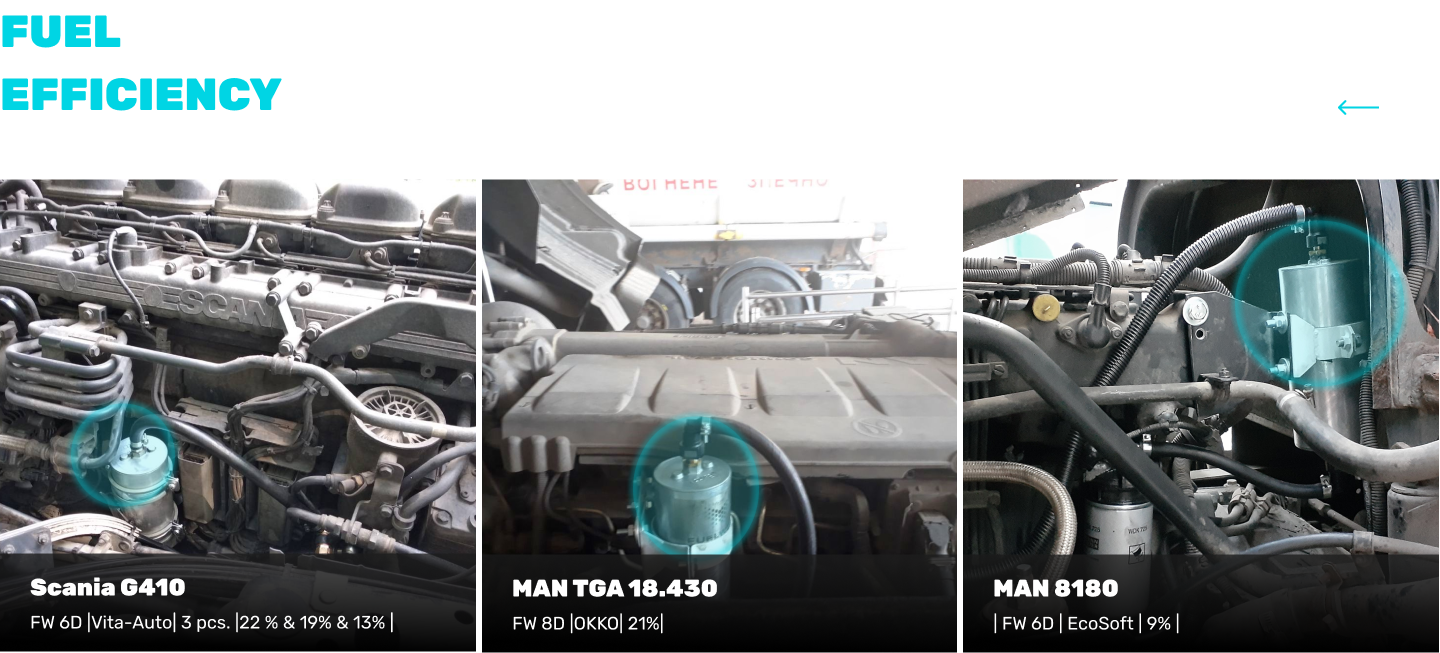 FUEL
EFFICIENCY
SCANIA
Scania G410
FW 6D |Vita-Auto| 3 pcs. |22 % & 19% & 13% |
MAN TGA 18.430
FW 8D |OKKO| 21%|
MAN 8180
| FW 6D | EcoSoft | 9% |